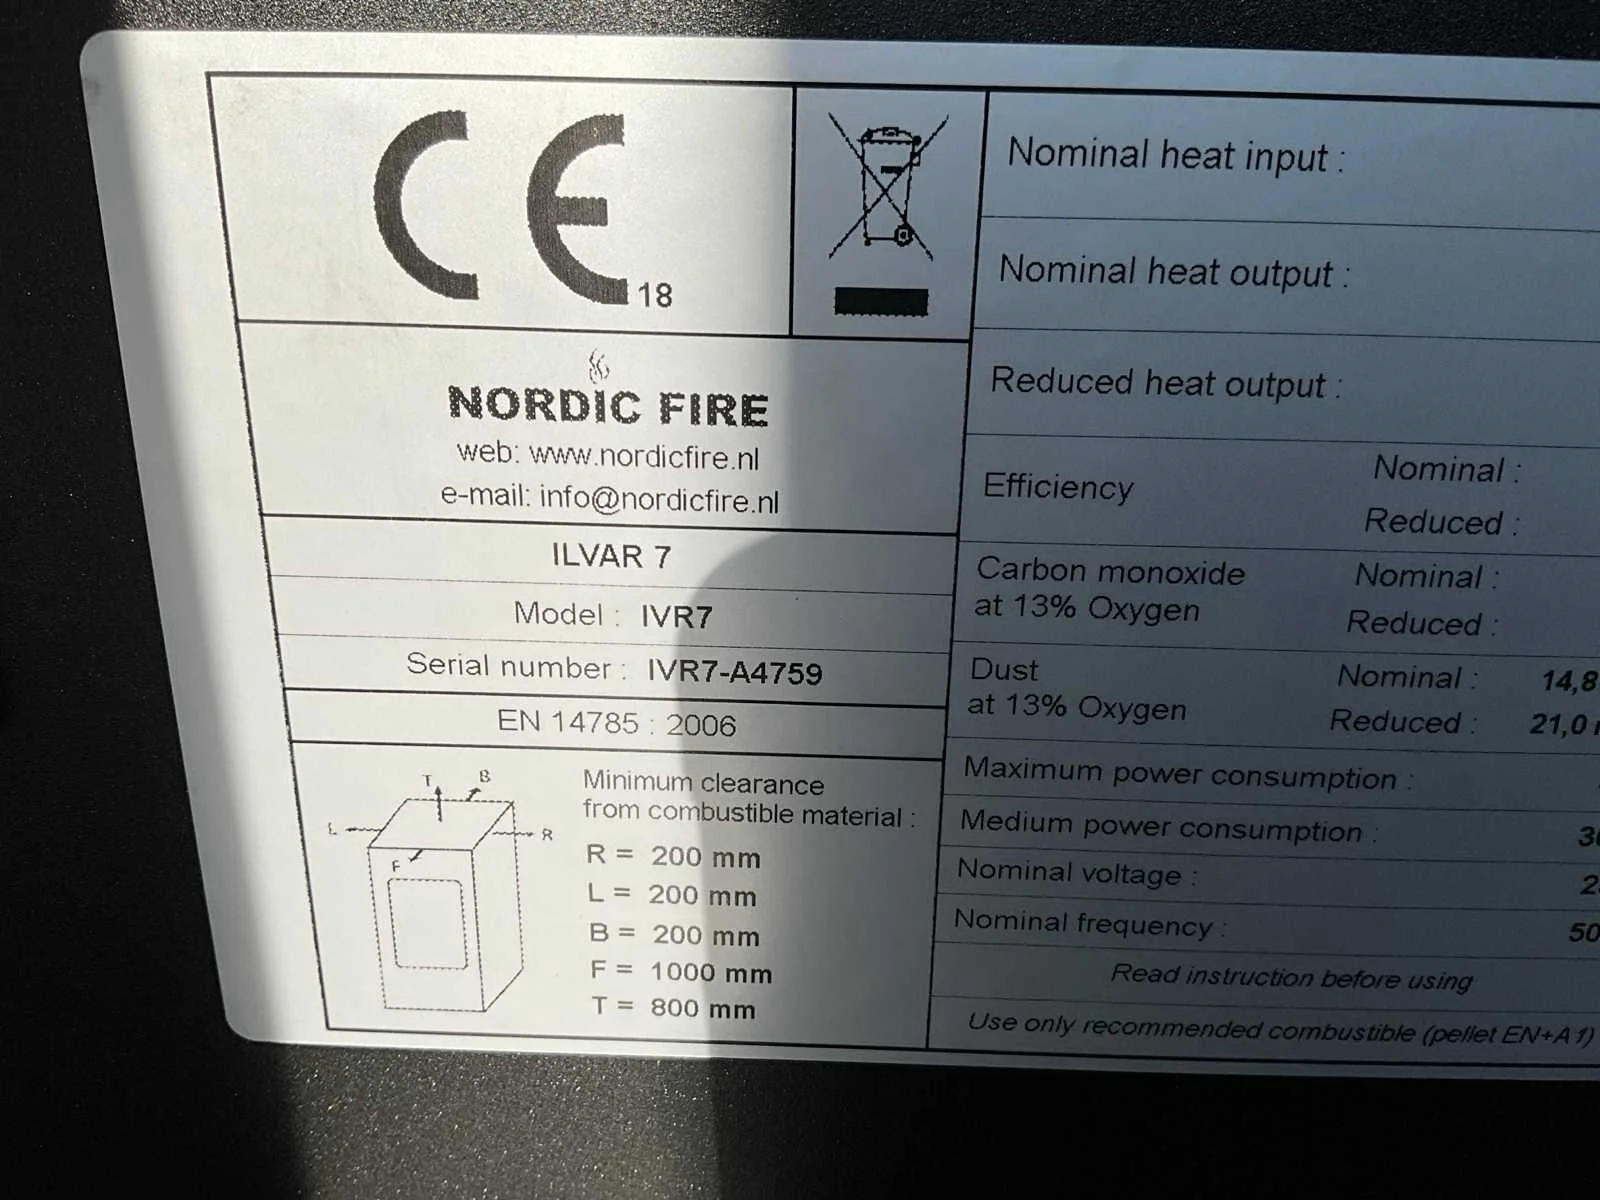 CE 18
NORDIC FIRE
web: www.nordicfire.nl
e-mail: info@nordicfire.nl
ILVAR 7
Model : IVR7
Serial number : IVR7-A4759
EN 14785 : 2006
T
B
L
R
F
Minimum clearance
from combustible material :
R = 200 mm
L = 200 mm
B = 200 mm
F = 1000 mm
T = 800 mm
Nominal heat input :
Nominal heat output :
Reduced heat output :
Efficiency
Nominal :
Reduced :
Carbon monoxide
at 13% Oxygen
Nominal :
Reduced :
Dust
at 13% Oxygen
Nominal : 14,8
Reduced : 21,0
Maximum power consumption :
Medium power consumption :
Nominal voltage :
Nominal frequency : 50
Read instruction before using
Use only recommended combustible (pellet EN+A1)